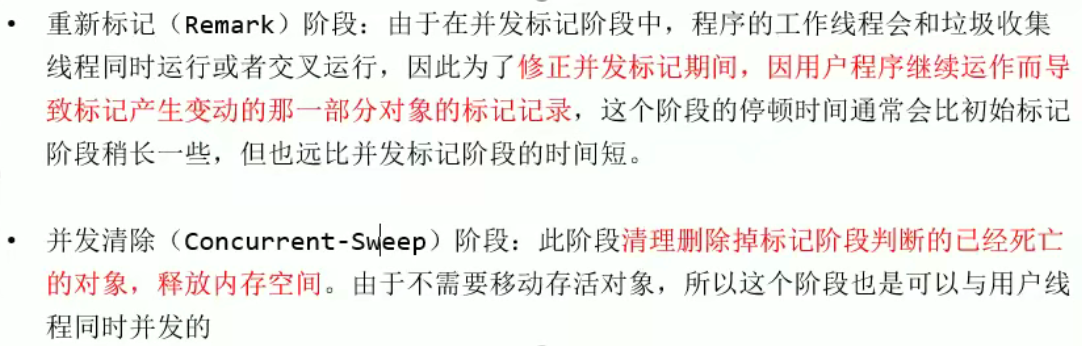 • 重新标记（Remark）阶段：由于在并发标记阶段中，程序的工作线程会和垃圾收集
线程同时运行或者交叉运行，因此为了修正并发标记期间，因用户程序继续运作而导
致标记产生变动的那一部分对象的标记记录，这个阶段的停顿时间通常会比初始标记
阶段稍长一些，但也远比并发标记阶段的时间短。
• 并发清除（Concurrent-Sweep）阶段：此阶段清理删除掉标记阶段判断的已经死亡
的对象，释放内存空间。由于不需要移动存活对象，所以这个阶段也是可以与用户线
程同时并发的